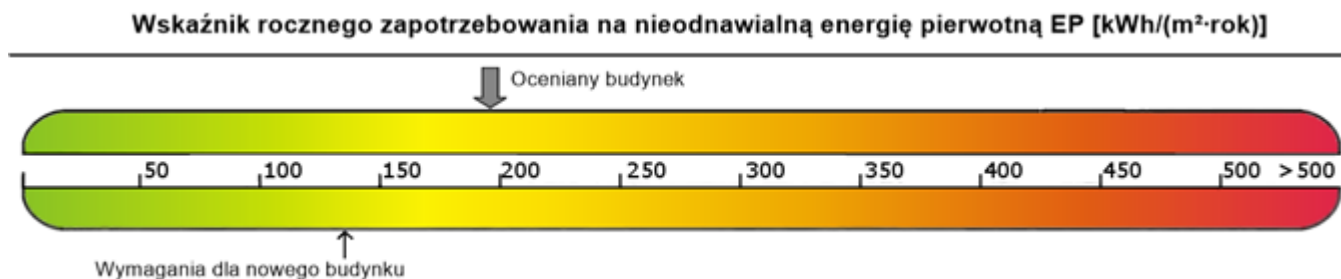 Wskaźnik rocznego zapotrzebowania na nieodnawialną energię pierwotną EP [kWh/(m²·rok)]
Oceniany budynek
50 100 150 200 250 300 350 400 450 500 >500
Wymagania dla nowego budynku